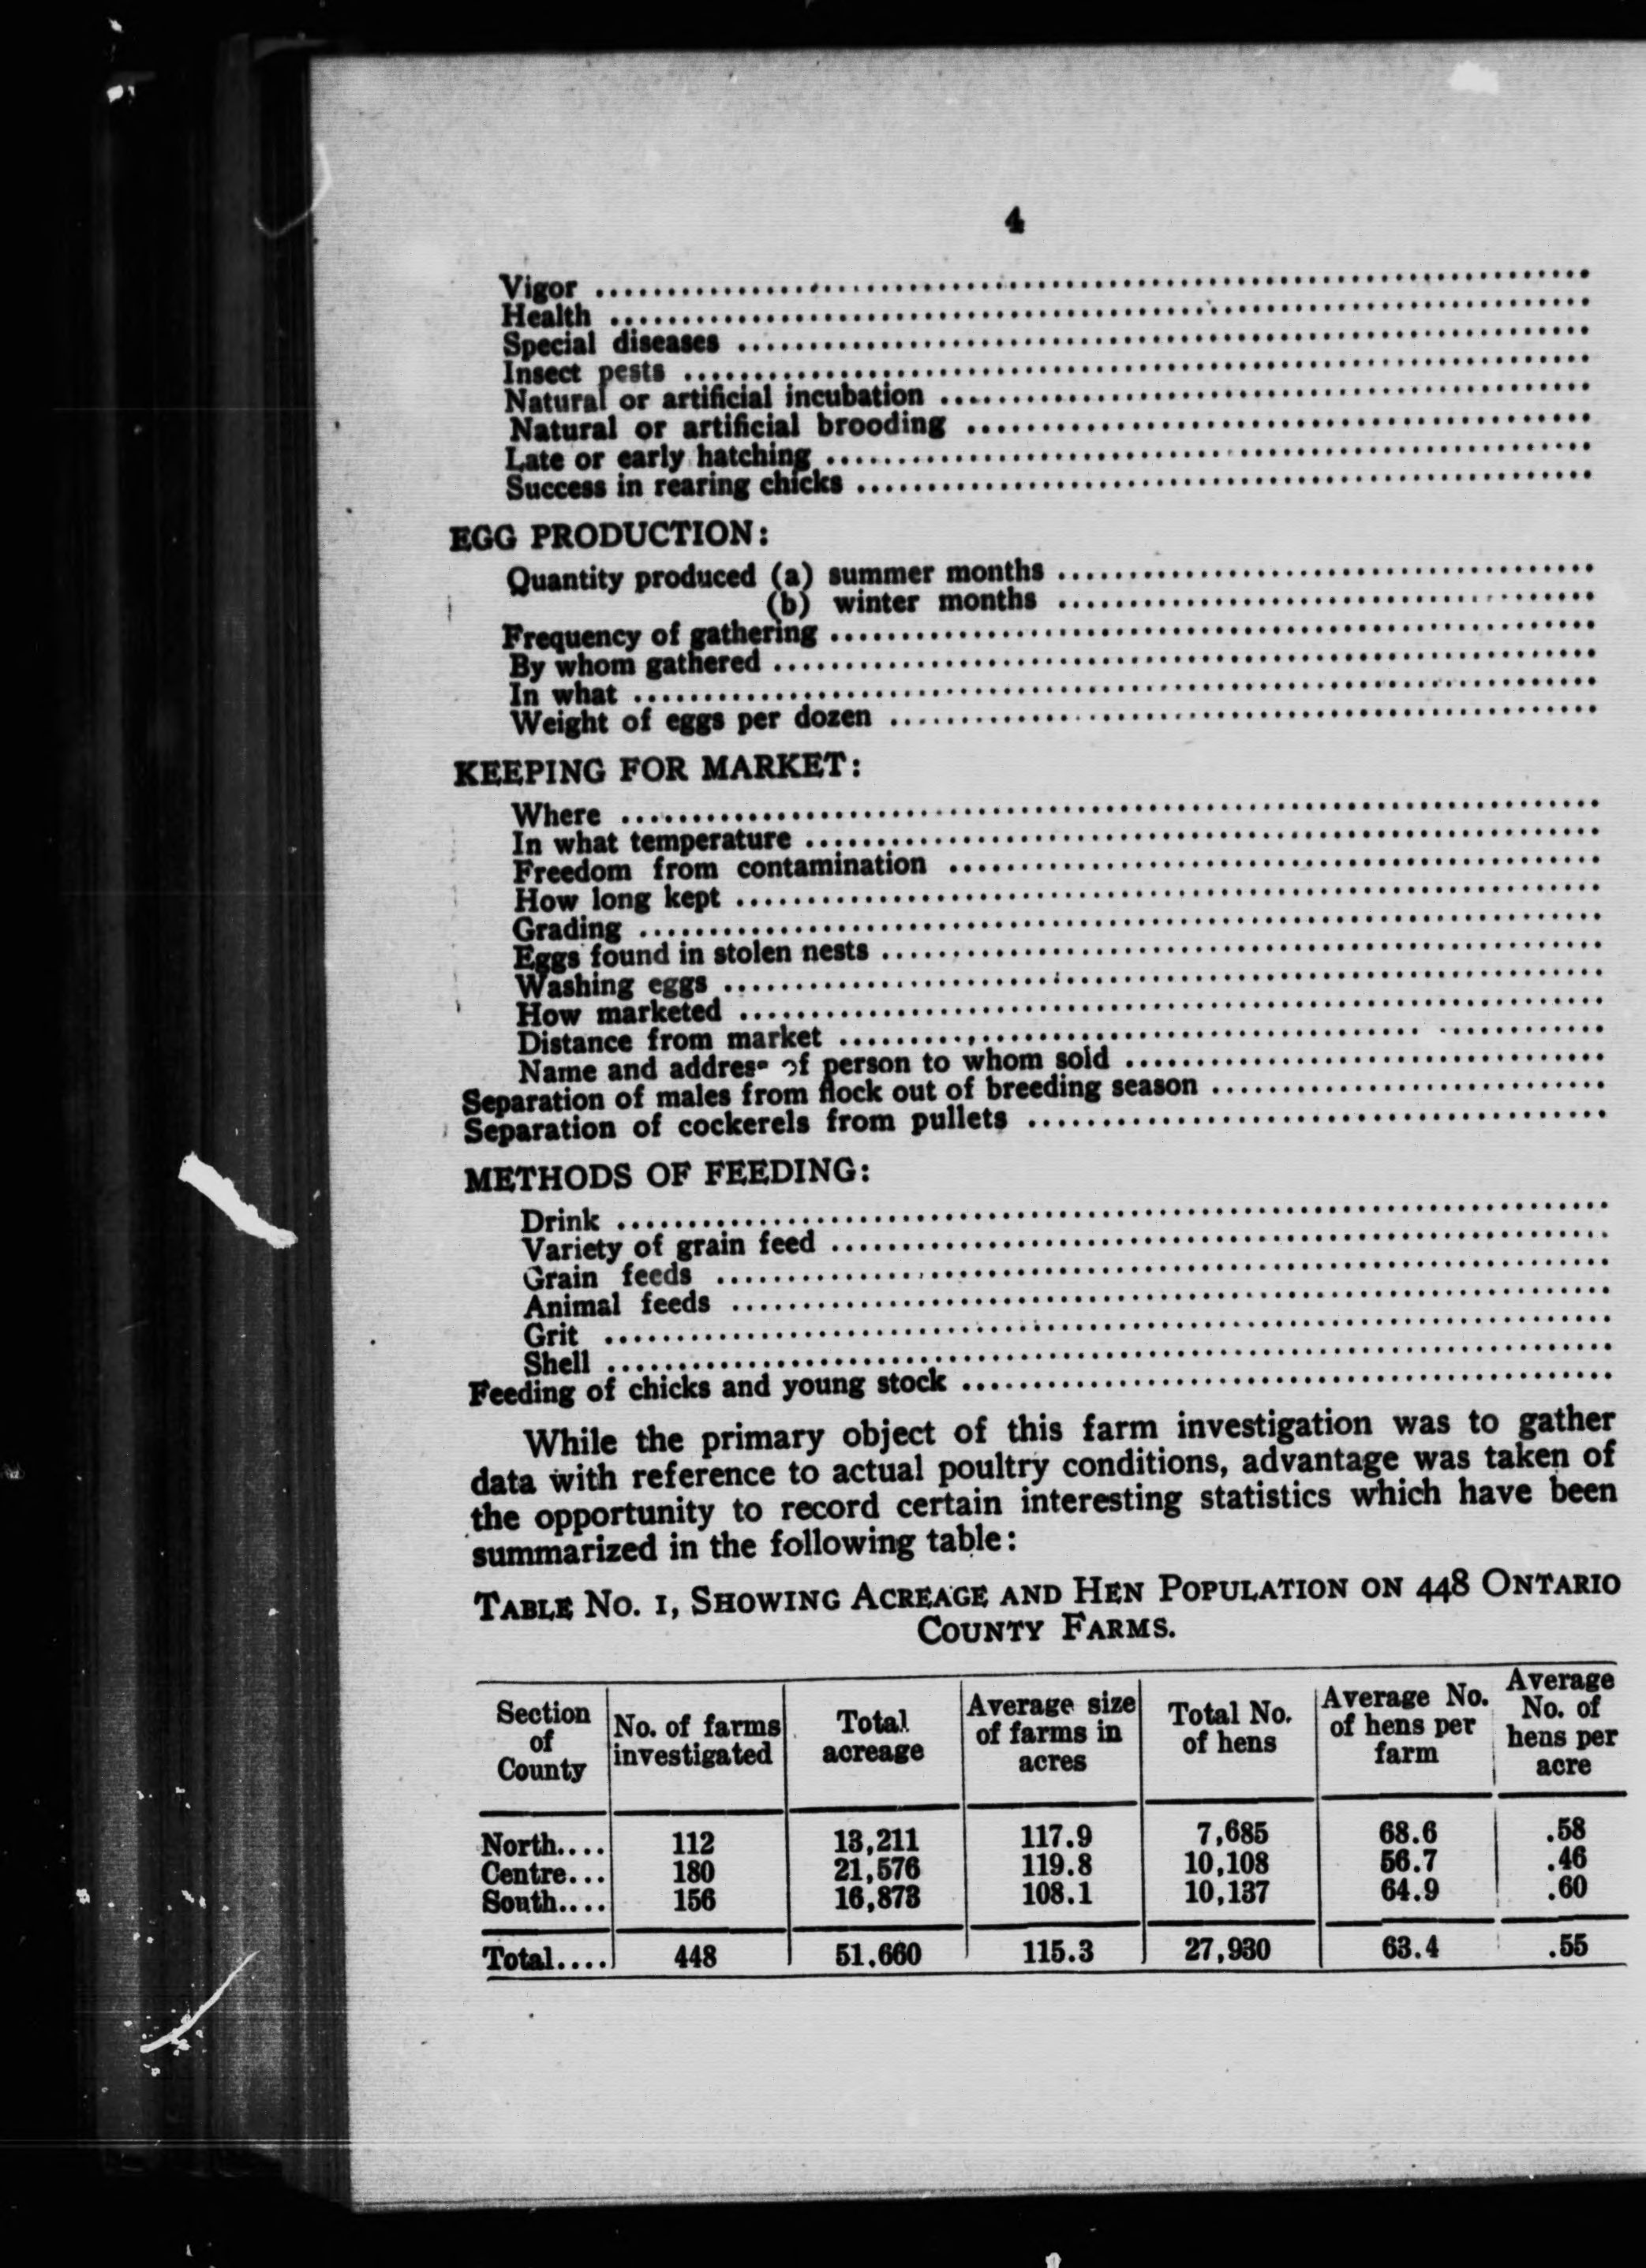 4
Vigor ..........
Health ..........
Special diseases ..........
Insect pests ..........
Natural or artificial incubation ..........
Natural or artificial brooding ..........
Late or early hatching ..........
Success in rearing chicks ..........
EGG PRODUCTION:
Quantity produced (a) summer months ..........
(b) winter months ..........
Frequency of gathering ..........
By whom gathered ..........
In what ..........
Weight of eggs per dozen ..........
KEEPING FOR MARKET:
Where ..........
In what temperature ..........
Freedom from contamination ..........
How long kept ..........
Grading ..........
Eggs found in stolen nests ..........
Washing eggs ..........
How marketed ..........
Distance from market ..........
Name and address of person to whom sold ..........
Separation of males from flock out of breeding season ..........
Separation of cockerels from pullets ..........
METHODS OF FEEDING:
Drink ..........
Variety of grain feed ..........
Grain feeds ..........
Animal feeds ..........
Grit ..........
Shell ..........
Feeding of chicks and young stock ..........
While the primary object of this farm investigation was to gather
data with reference to actual poultry conditions, advantage was taken of
the opportunity to record certain interesting statistics which have been
summarized in the following table:
TABLE NO. 1, SHOWING ACREAGE AND HEN POPULATION ON 448 ONTARIO
COUNTY FARMS.
Section of County | No. of farms investigated | Total acreage | Average size of farms in acres | Total No. of hens | Average No. of hens per farm | Average No. of hens per acre
North.... 112 13,211 117.9 7,685 68.6 .58
Centre... 180 21,576 119.8 10,108 56.7 .46
South.... 156 16,873 108.1 10,137 64.9 .60
Total.... 448 51.660 115.3 27,930 63.4 .55